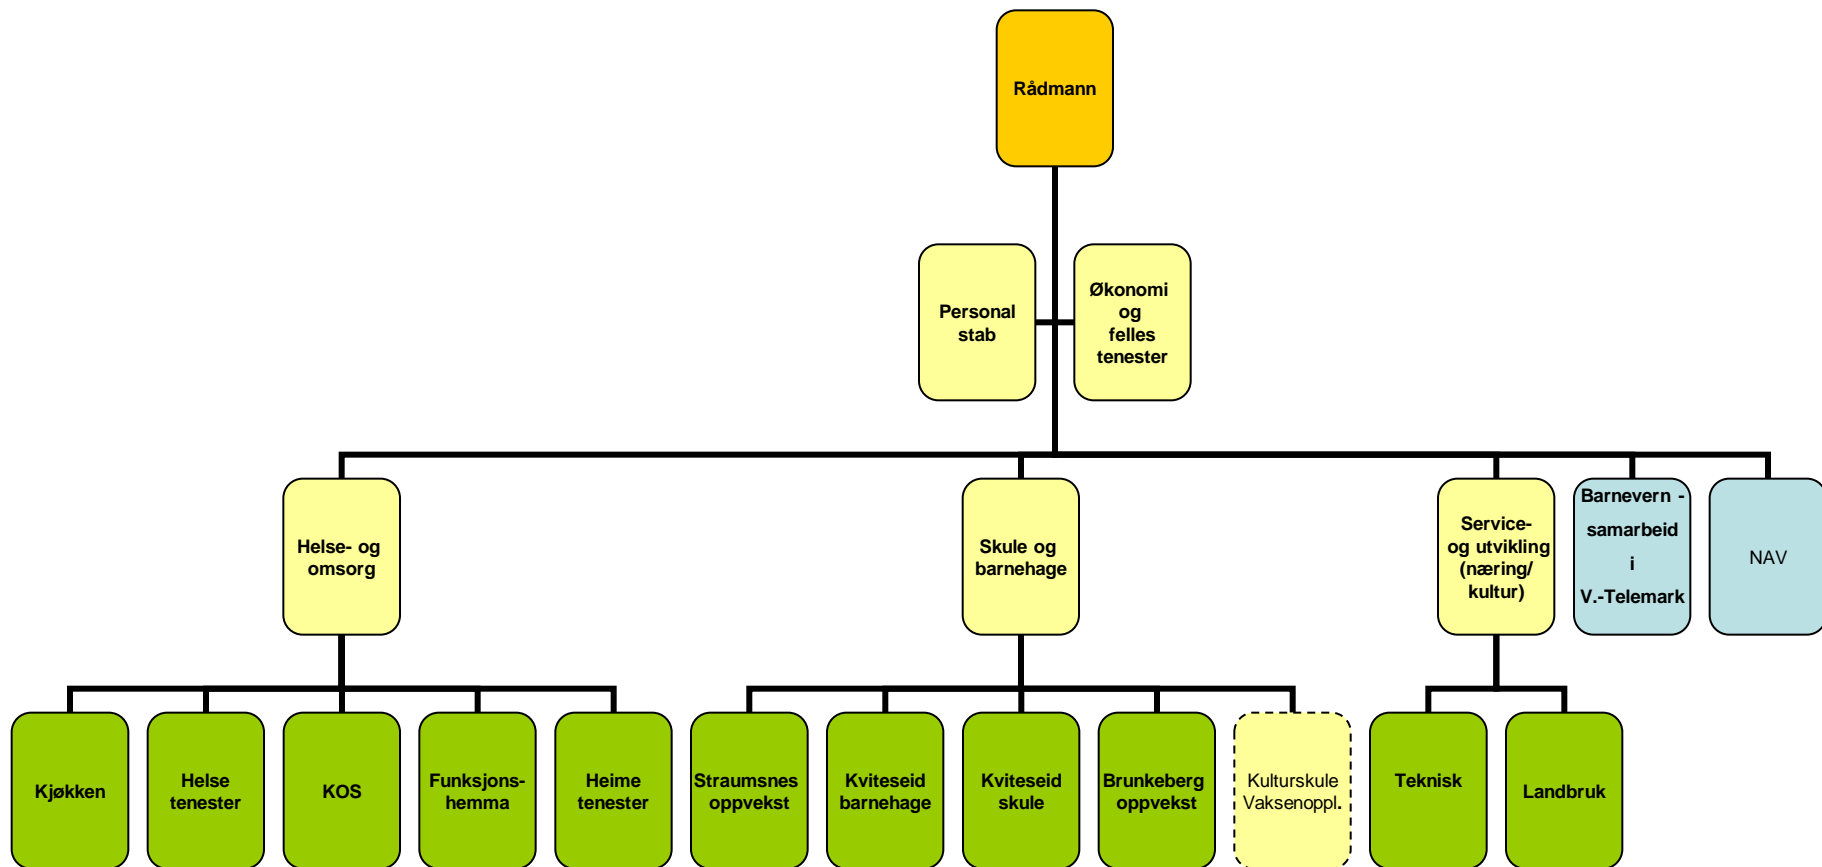 Rådmann
Personal
stab
Økonomi
og
felles
tenester
Helse- og
omsorg
Skule og
barnehage
Service-
og utvikling
(næring/
kultur)
Barnevern -
samarbeid
i
V.-Telemark
NAV
Kjøkken
Helse
tenester
KOS
Funksjons-
hemma
Heime
tenester
Straumsnes
oppvekst
Kviteseid
barnehage
Kviteseid
skule
Brunkeberg
oppvekst
Kulturskule
Vaksenoppl.
Teknisk
Landbruk